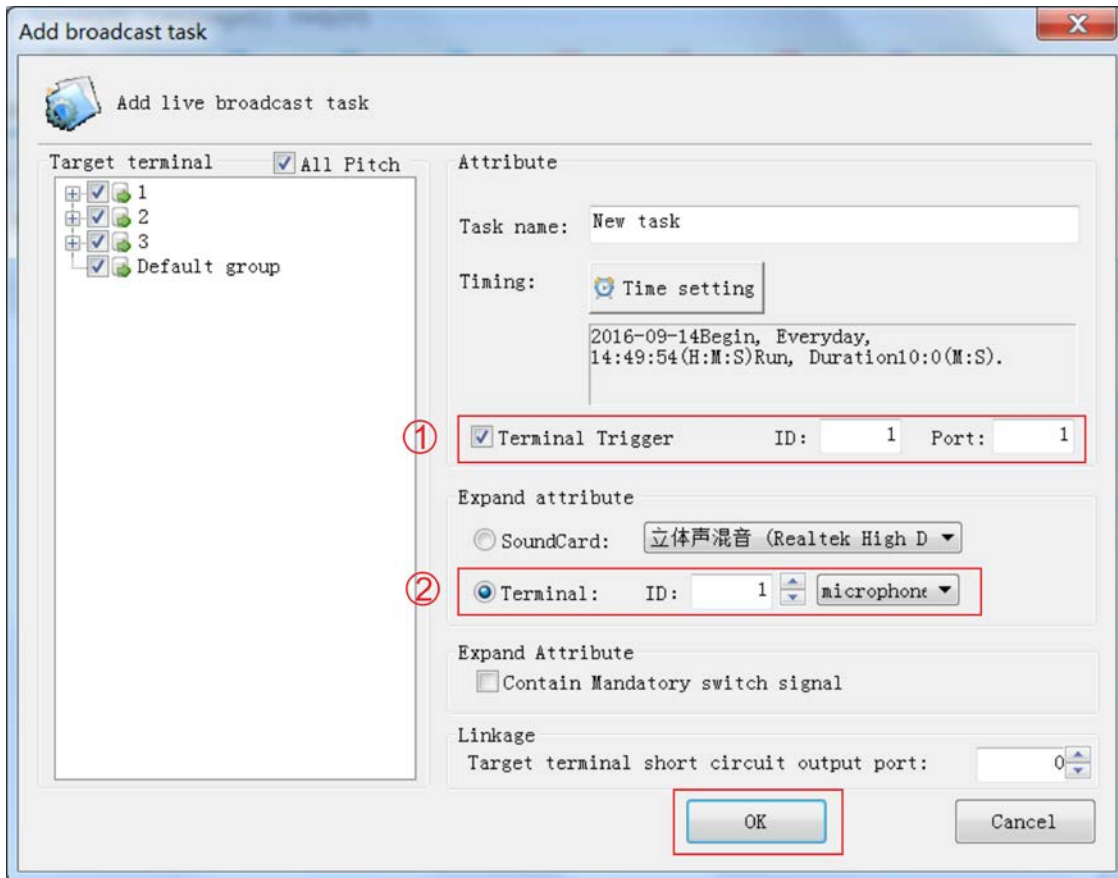 Add broadcast task
Add live broadcast task
Target terminal
All Pitch
1
2
3
Default group
Attribute
Task name:
New task
Timing:
Time setting
2016-09-14Begin, Everyday,
14:49:54(H:M:S)Run, Duration10:0(M:S).
①
Terminal Trigger ID: 1 Port: 1
Expand attribute
SoundCard: 立体声混音 (Realtek High D
②
Terminal: ID: 1 microphone
Expand Attribute
Contain Mandatory switch signal
Linkage
Target terminal short circuit output port: 0
OK
Cancel